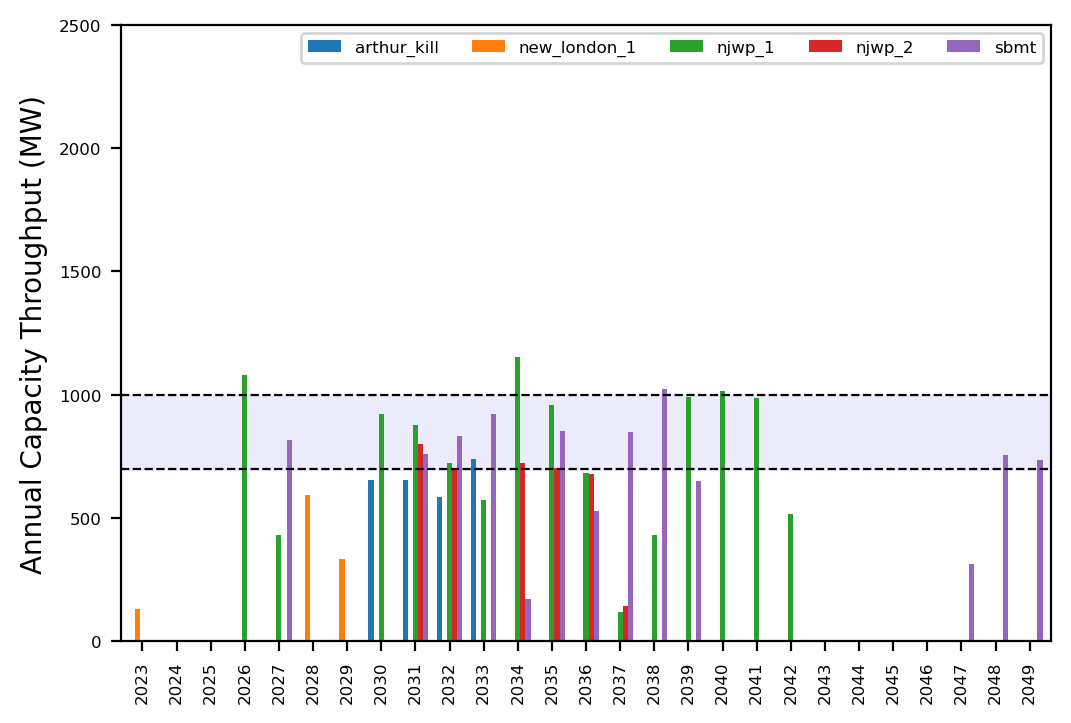 Annual Capacity Throughput (MW)
2500
2000
1500
1000
500
0
arthur_kill new_london_1 njwp_1 njwp_2 sbmt
2023 2024 2025 2026 2027 2028 2029 2030 2031 2032 2033 2034 2035 2036 2037 2038 2039 2040 2041 2042 2043 2044 2045 2046 2047 2048 2049